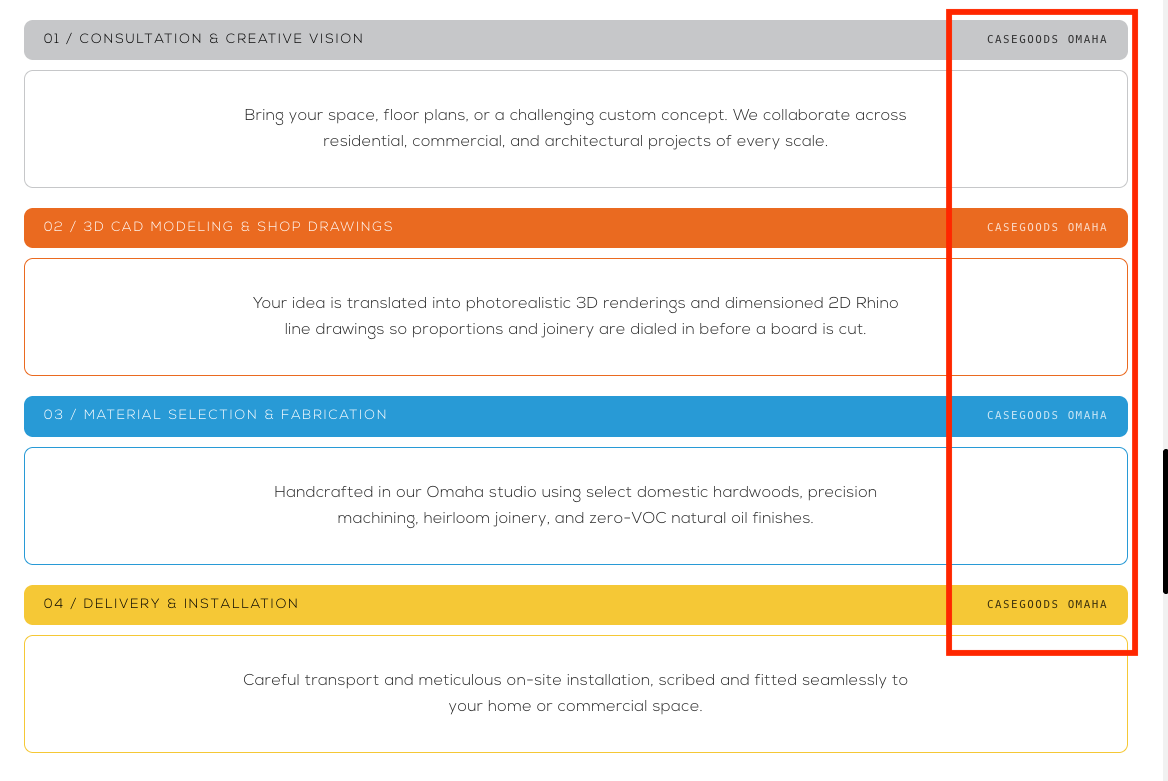 01 / CONSULTATION & CREATIVE VISION CASEGOODS OMAHA
Bring your space, floor plans, or a challenging custom concept. We collaborate across
residential, commercial, and architectural projects of every scale.
02 / 3D CAD MODELING & SHOP DRAWINGS CASEGOODS OMAHA
Your idea is translated into photorealistic 3D renderings and dimensioned 2D Rhino
line drawings so proportions and joinery are dialed in before a board is cut.
03 / MATERIAL SELECTION & FABRICATION CASEGOODS OMAHA
Handcrafted in our Omaha studio using select domestic hardwoods, precision
machining, heirloom joinery, and zero-VOC natural oil finishes.
04 / DELIVERY & INSTALLATION CASEGOODS OMAHA
Careful transport and meticulous on-site installation, scribed and fitted seamlessly to
your home or commercial space.